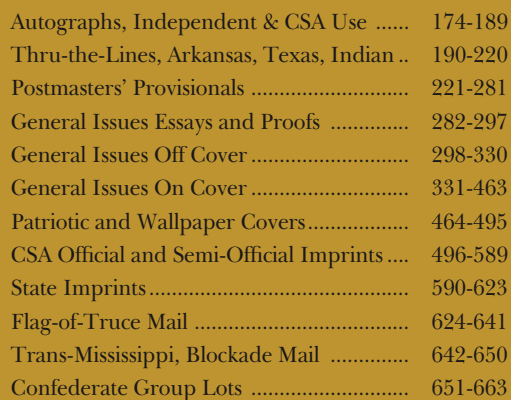 Autographs, Independent & CSA Use ...... 174-189
Thru-the-Lines, Arkansas, Texas, Indian .. 190-220
Postmasters’ Provisionals .......................... 221-281
General Issues Essays and Proofs ............. 282-297
General Issues Off Cover .......................... 298-330
General Issues On Cover .......................... 331-463
Patriotic and Wallpaper Covers ................. 464-495
CSA Official and Semi-Official Imprints .... 496-589
State Imprints ........................................... 590-623
Flag-of-Truce Mail ................................... 624-641
Trans-Mississippi, Blockade Mail ............. 642-650
Confederate Group Lots .......................... 651-663